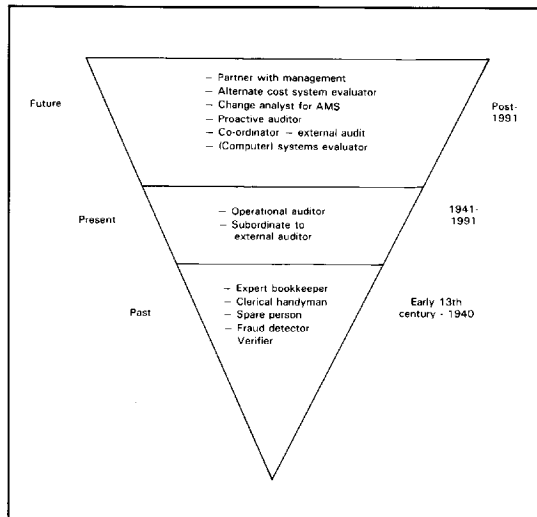 Future
– Partner with management
– Alternate cost system evaluator
– Change analyst for AMS
– Proactive auditor
– Co-ordinator – external audit
– (Computer) systems evaluator
Post-
1991
Present
– Operational auditor
– Subordinate to
external auditor
1941-
1991
Past
– Expert bookkeeper
– Clerical handyman
– Spare person
– Fraud detector
Verifier
Early 13th
century - 1940